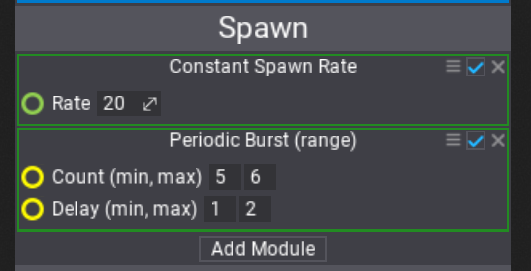 Spawn
Constant Spawn Rate
Rate 20
Periodic Burst (range)
Count (min, max) 5 6
Delay (min, max) 1 2
Add Module